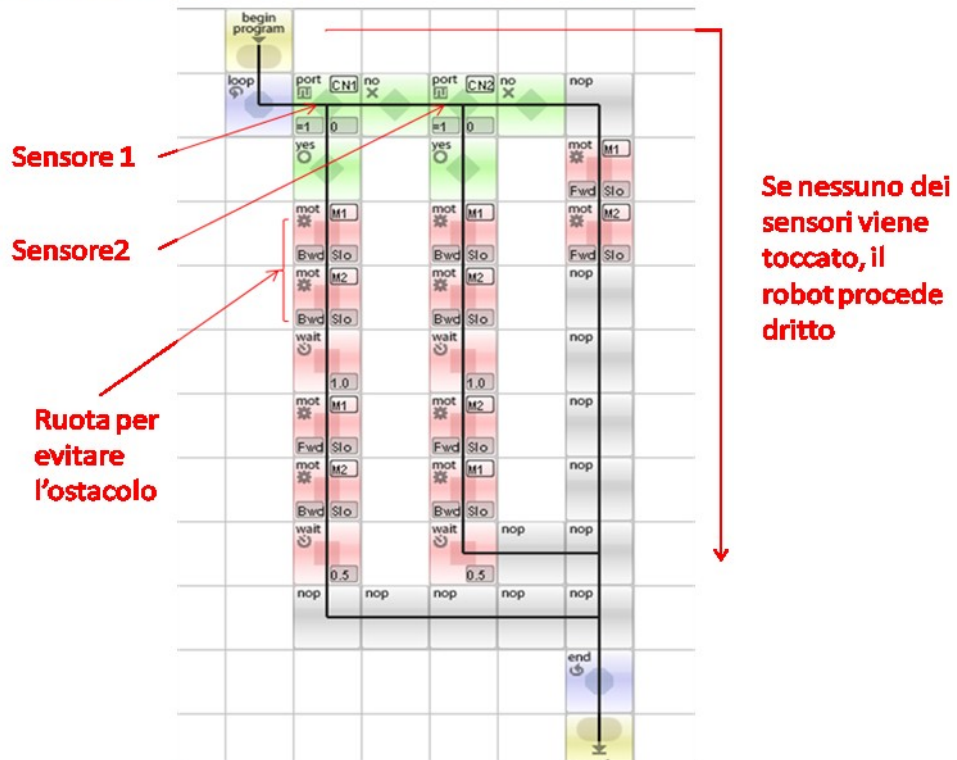 begin
program
loop
port CN1 no port CN2 no nop
=1 0 =1 0
Sensore 1
yes yes mot M1
Fwd Slo
Sensore2
mot M1 mot M1 mot M2
Bwd Slo Bwd Slo Fwd Slo
mot M2 mot M2 nop
Bwd Slo Bwd Slo
Se nessuno dei
sensori viene
toccato, il
robot procede
dritto
wait wait nop
1.0 1.0
Ruota per
evitare
l'ostacolo
mot M1 mot M2 nop
Fwd Slo Fwd Slo
mot M2 mot M1 nop
Bwd Slo Bwd Slo
wait wait nop nop
0.5 0.5
nop nop nop nop nop
end